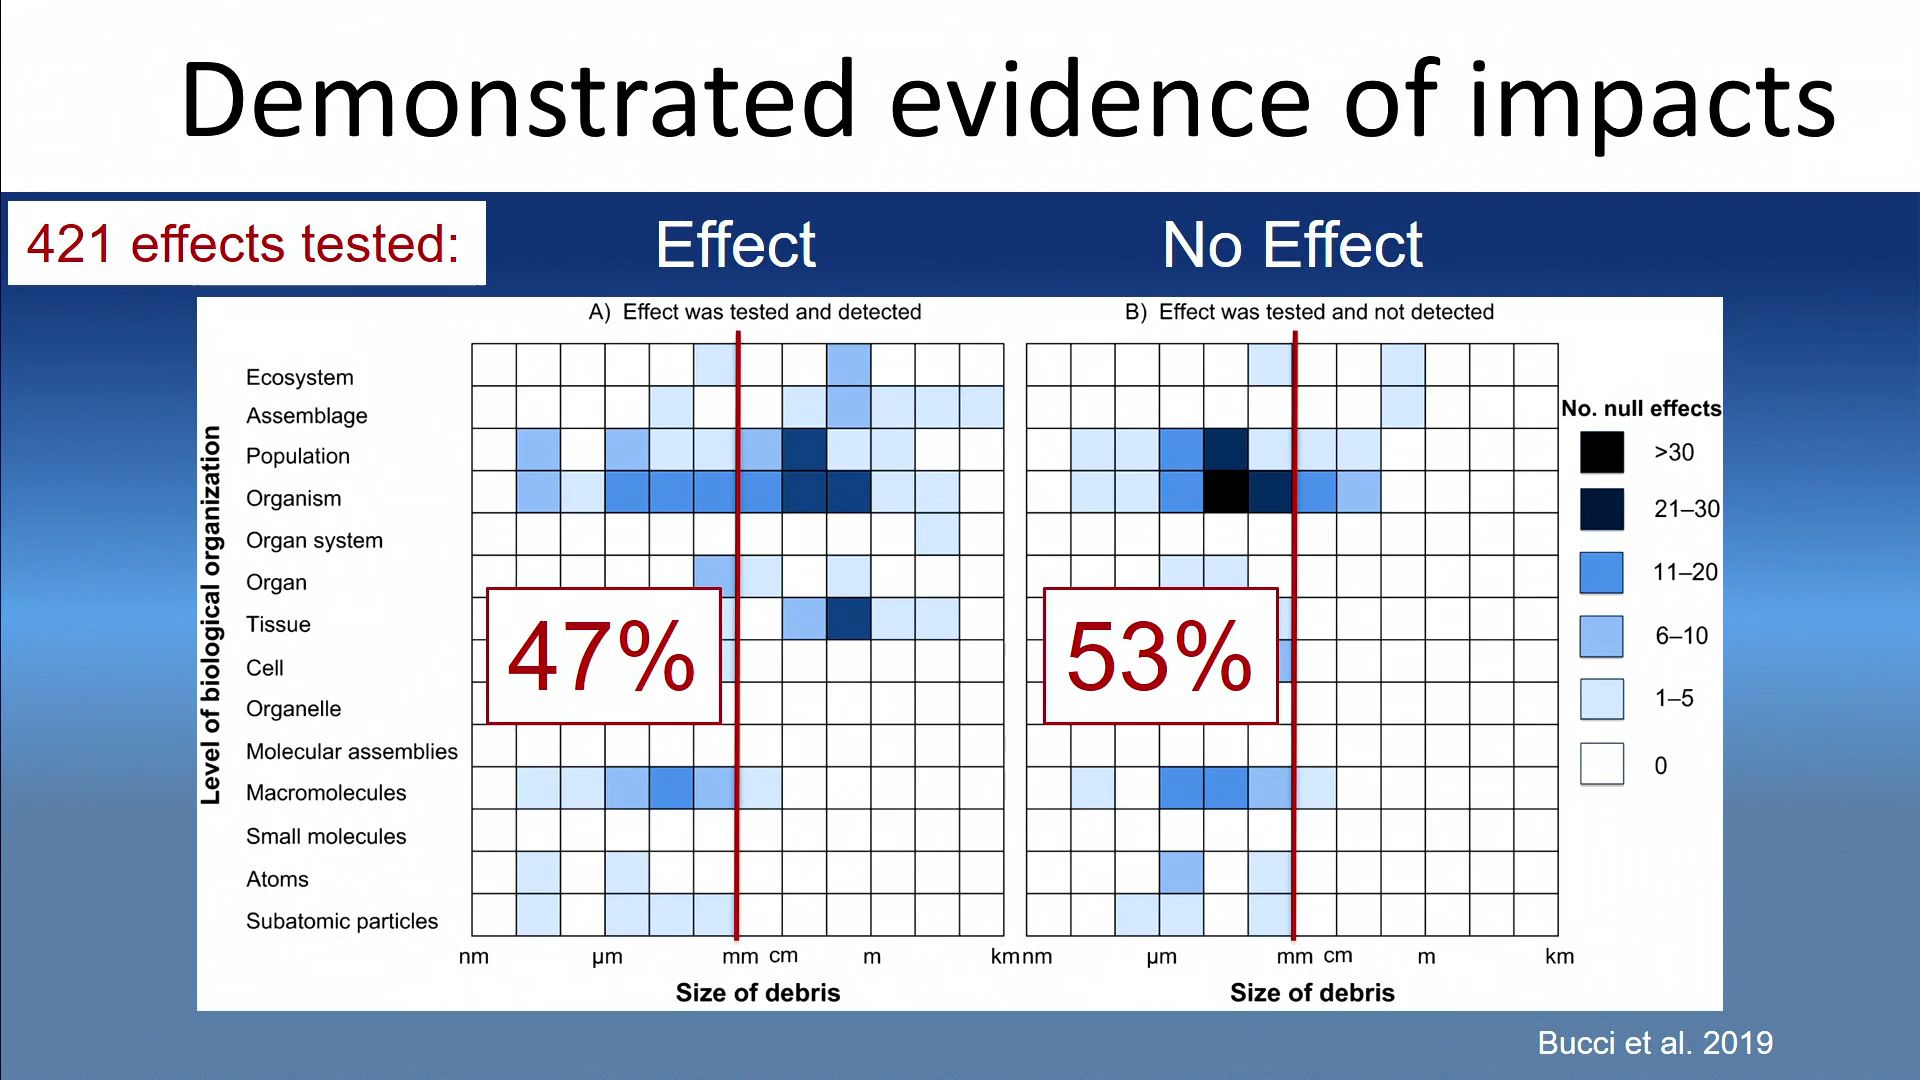 Demonstrated evidence of impacts
421 effects tested:
Effect
No Effect
A) Effect was tested and detected
B) Effect was tested and not detected
Level of biological organization
Ecosystem
Assemblage
Population
Organism
Organ system
Organ
Tissue
Cell
Organelle
Molecular assemblies
Macromolecules
Small molecules
Atoms
Subatomic particles
47%
53%
No. null effects
>30
21–30
11–20
6–10
1–5
0
nm µm mm cm m km
nm µm mm cm m km
Size of debris
Size of debris
Bucci et al. 2019